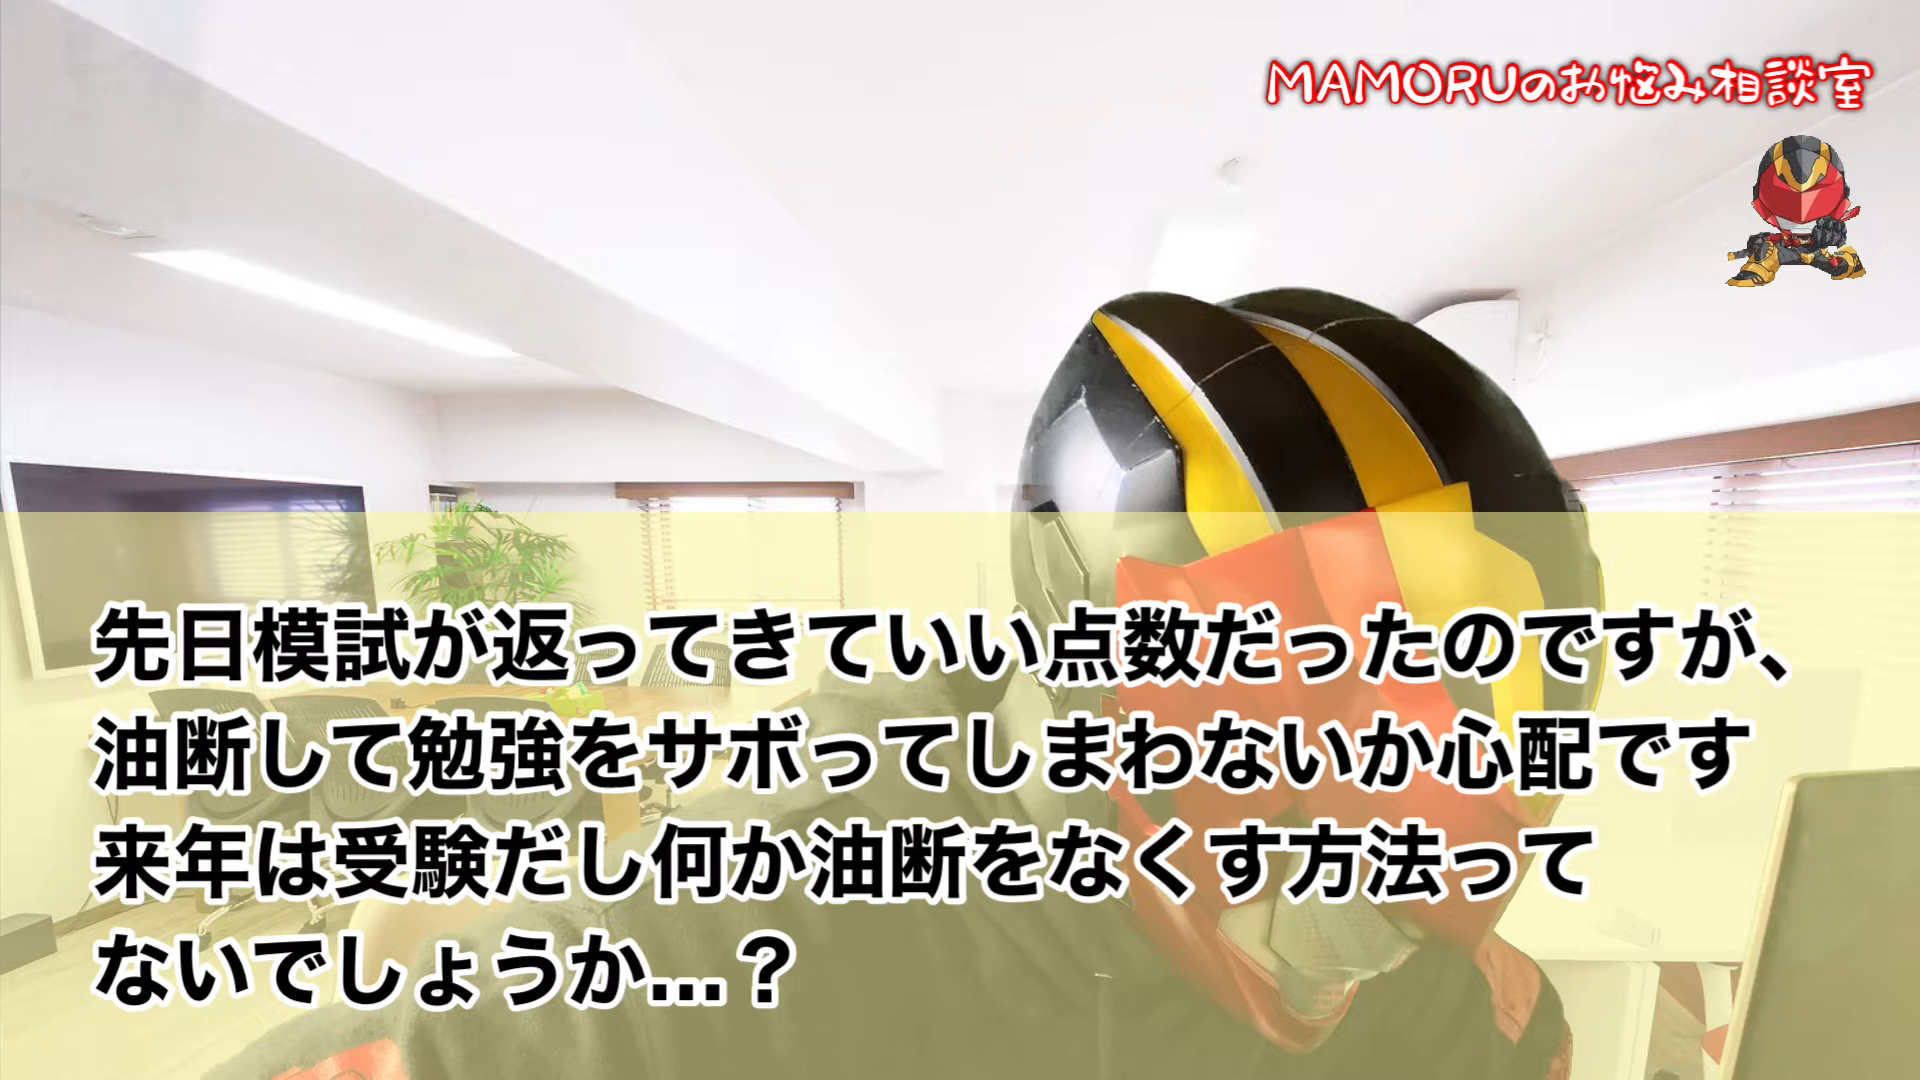 MAMORUのお悩み相談室
先日模試が返ってきていい点数だったのですが、
油断して勉強をサボってしまわないか心配です
来年は受験だし何か油断をなくす方法って
ないでしょうか...？